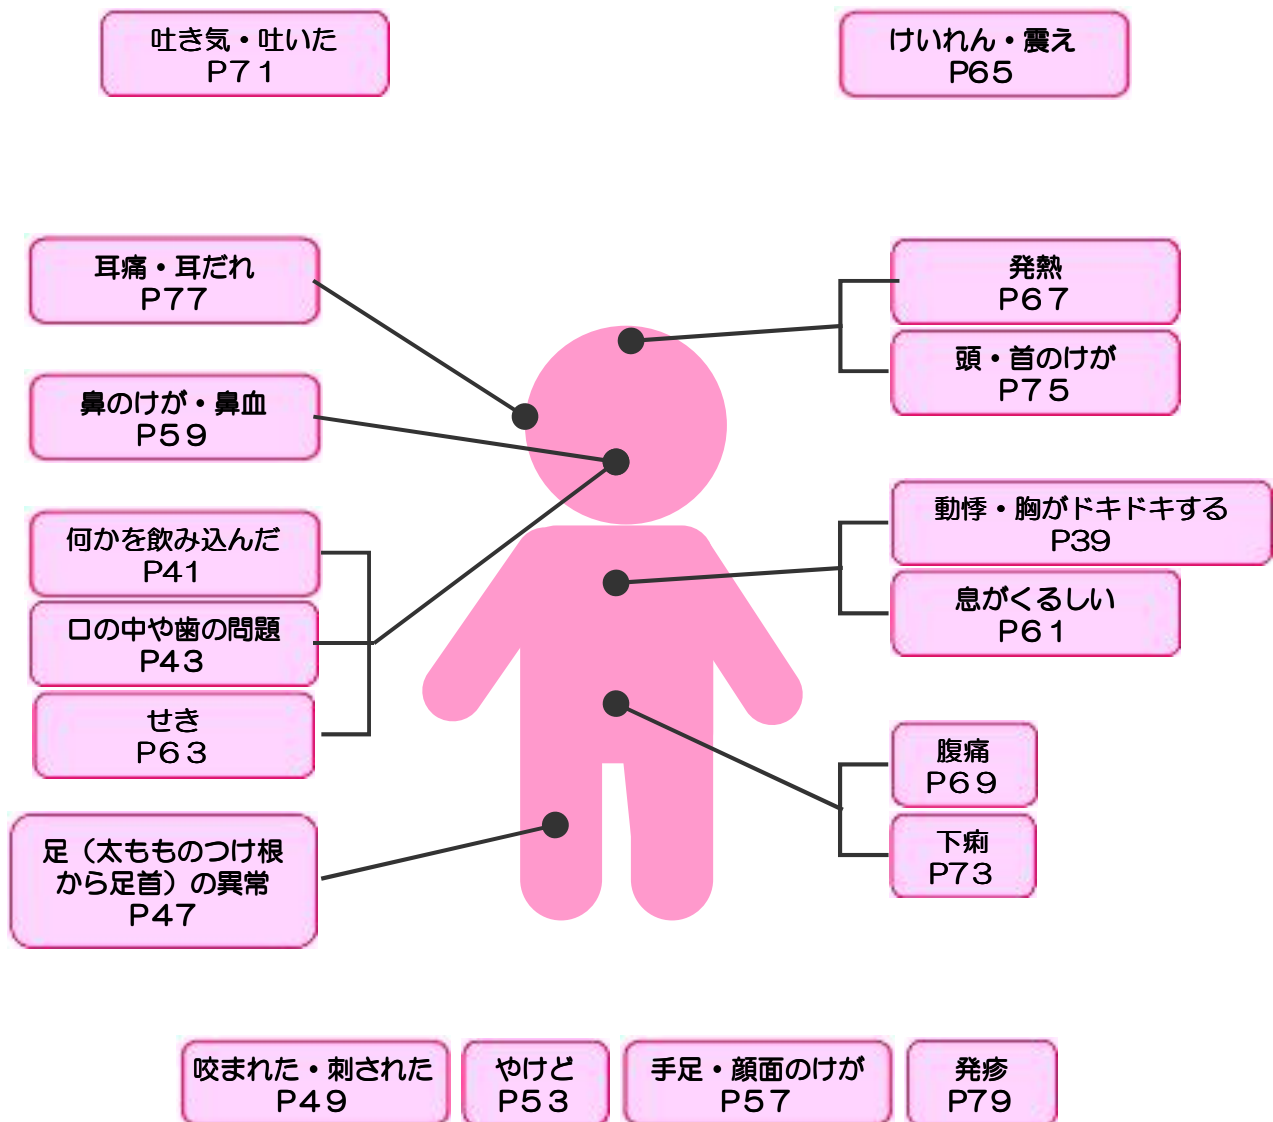 吐き気・吐いた
P７１
けいれん・震え
P65
耳痛・耳だれ
P77
発熱
P６７
頭・首のけが
P７５
鼻のけが・鼻血
P５９
何かを飲み込んだ
P41
口の中や歯の問題
P４３
せき
P６３
動悸・胸がドキドキする
P39
息がくるしい
P６１
腹痛
P６９
下痢
P73
足（太もものつけ根
から足首）の異常
P４７
咬まれた・刺された
P４９
やけど
P５３
手足・顔面のけが
P５７
発疹
P79